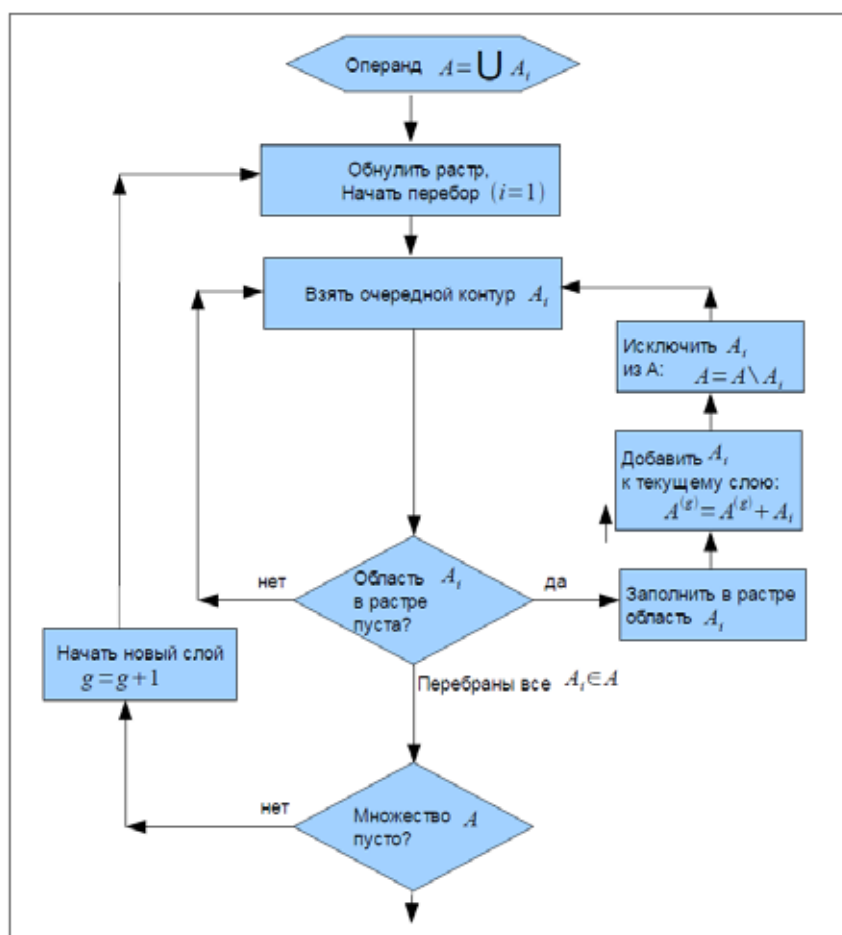 Операнд A=⋃ Aᵢ
Обнулить растр,
Начать перебор (i=1)
Взять очередной контур Aᵢ
Исключить Aᵢ
из А: A=A∖Aᵢ
Добавить Aᵢ
к текущему слою:
A⁽ᵍ⁾=A⁽ᵍ⁾+Aᵢ
нет
Область Aᵢ
в растре
пуста?
да
Заполнить в растре
область Aᵢ
Начать новый слой
g=g+1
Перебраны все Aᵢ∈A
нет
Множество A
пусто?